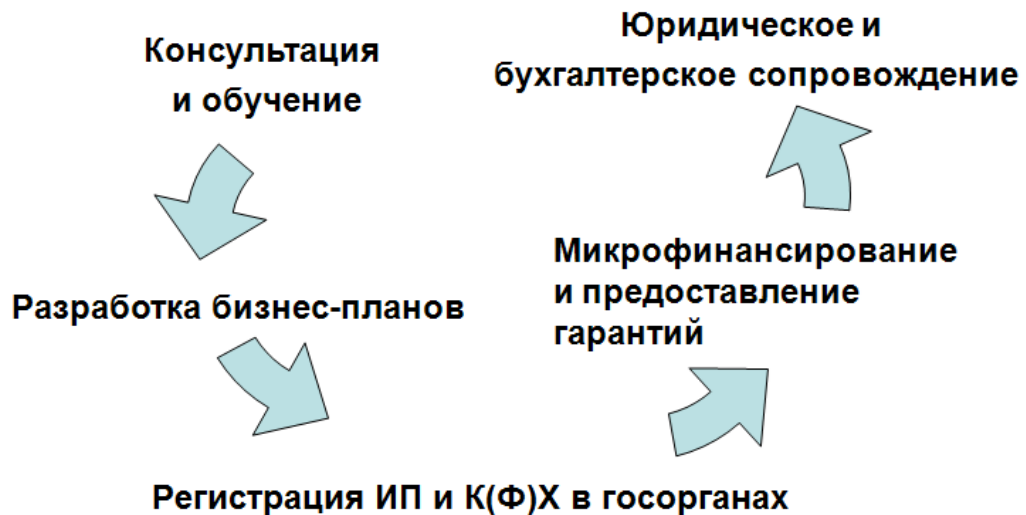 Консультация
и обучение
Разработка бизнес-планов
Регистрация ИП и К(Ф)Х в госорганах
Микрофинансирование
и предоставление
гарантий
Юридическое и
бухгалтерское сопровождение